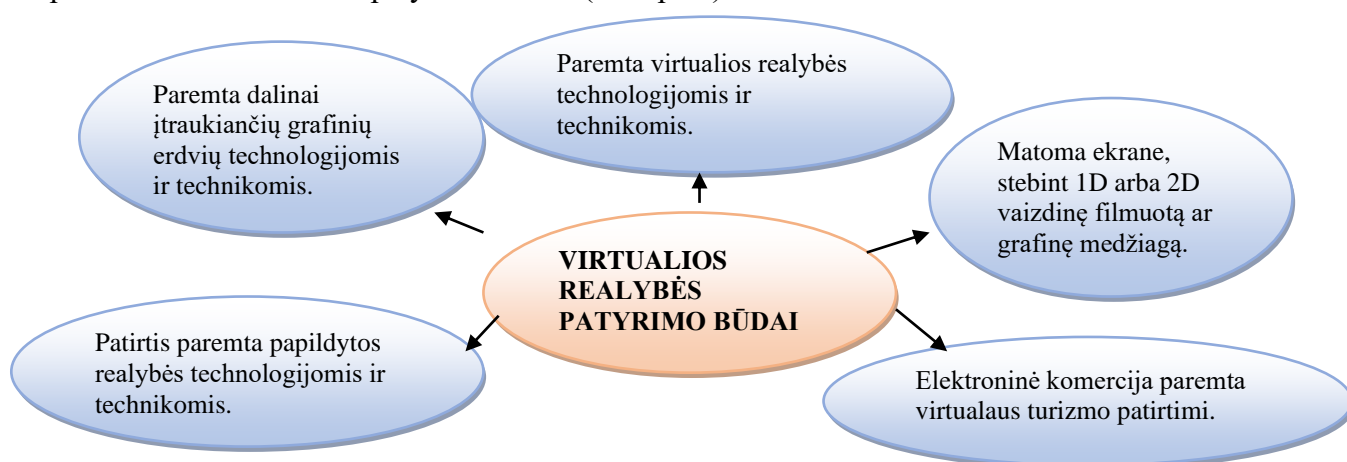 Paremta dalinai
įtraukiančių grafinių
erdvių technologijomis
ir technikomis.
Paremta virtualios realybės
technologijomis ir
technikomis.
Matoma ekrane,
stebint 1D arba 2D
vaizdinę filmuotą ar
grafinę medžiagą.
VIRTUALIOS
REALYBĖS
PATYRIMO BŪDAI
Patirtis paremta papildytos
realybės technologijomis ir
technikomis.
Elektroninė komercija paremta
virtualaus turizmo patirtimi.